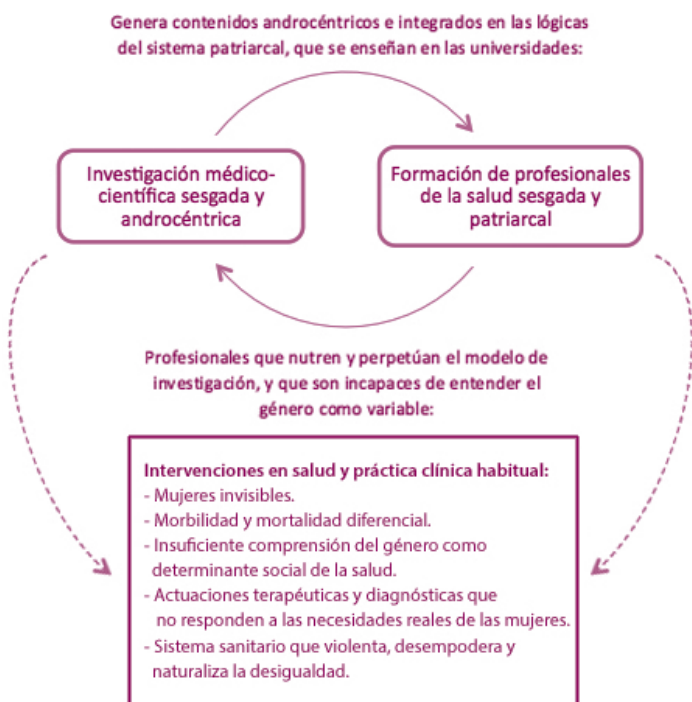 Genera contenidos androcéntricos e integrados en las lógicas
del sistema patriarcal, que se enseñan en las universidades:
Investigación médico-
científica sesgada y
androcéntrica
Formación de profesionales
de la salud sesgada y
patriarcal
Profesionales que nutren y perpetúan el modelo de
investigación, y que son incapaces de entender el
género como variable:
Intervenciones en salud y práctica clínica habitual:
- Mujeres invisibles.
- Morbilidad y mortalidad diferencial.
- Insuficiente comprensión del género como
determinante social de la salud.
- Actuaciones terapéuticas y diagnósticas que
no responden a las necesidades reales de las mujeres.
- Sistema sanitario que violenta, desempodera y
naturaliza la desigualdad.